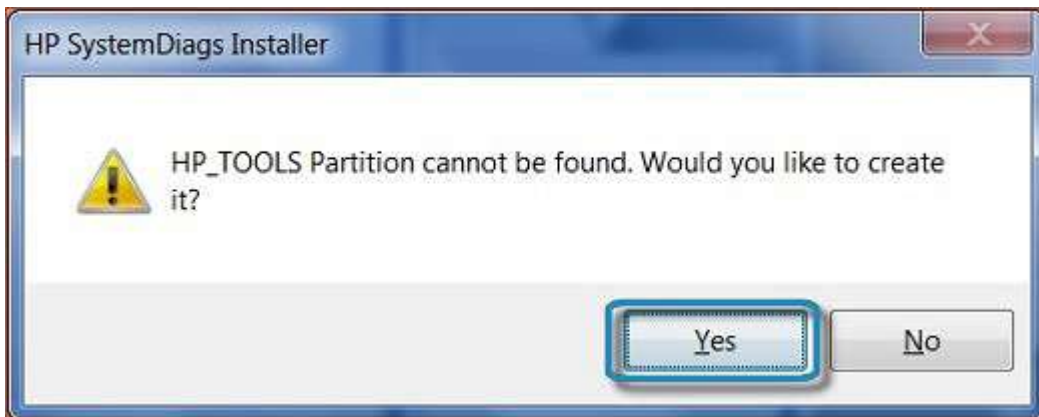 HP SystemDiags Installer
HP_TOOLS Partition cannot be found. Would you like to create
it?
Yes
No